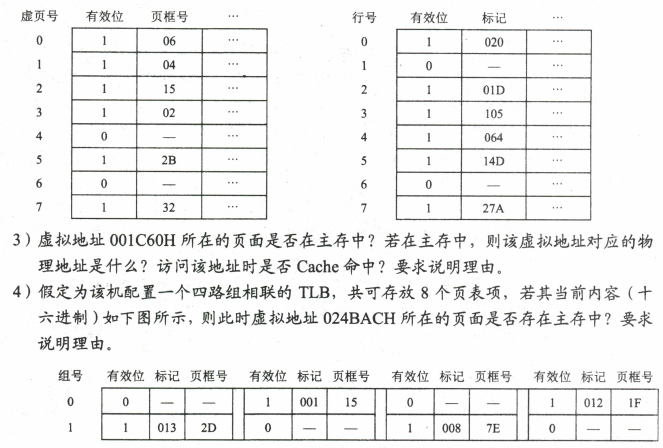 虚页号 有效位 页框号 … 行号 有效位 标记 …
0 1 06 … 0 1 020 …
1 1 04 … 1 0 — …
2 1 15 … 2 1 01D …
3 1 02 … 3 1 105 …
4 0 — … 4 1 064 …
5 1 2B … 5 1 14D …
6 0 — … 6 0 — …
7 1 32 … 7 1 27A …
3）虚拟地址 001C60H 所在的页面是否在主存中？若在主存中，则该虚拟地址对应的物
理地址是什么？访问该地址时是否 Cache 命中？要求说明理由。
4）假定为该机配置一个四路组相联的 TLB，共可存放 8 个页表项，若其当前内容（十
六进制）如下图所示，则此时虚拟地址 024BACH 所在的页面是否存在主存中？要求
说明理由。
组号 有效位 标记 页框号 有效位 标记 页框号 有效位 标记 页框号 有效位 标记 页框号
0 0 — — 1 001 15 0 — — 1 012 1F
1 1 013 2D 0 — — 1 008 7E 0 — —